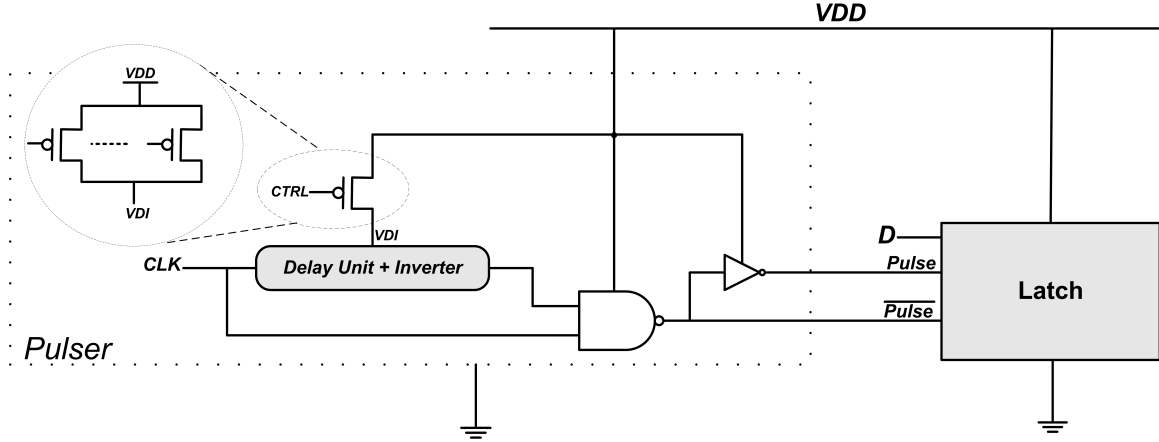 VDD
VDD
VDI
CTRL
VDI
CLK
Delay Unit + Inverter
D
Pulse
Pulse
Latch
Pulser